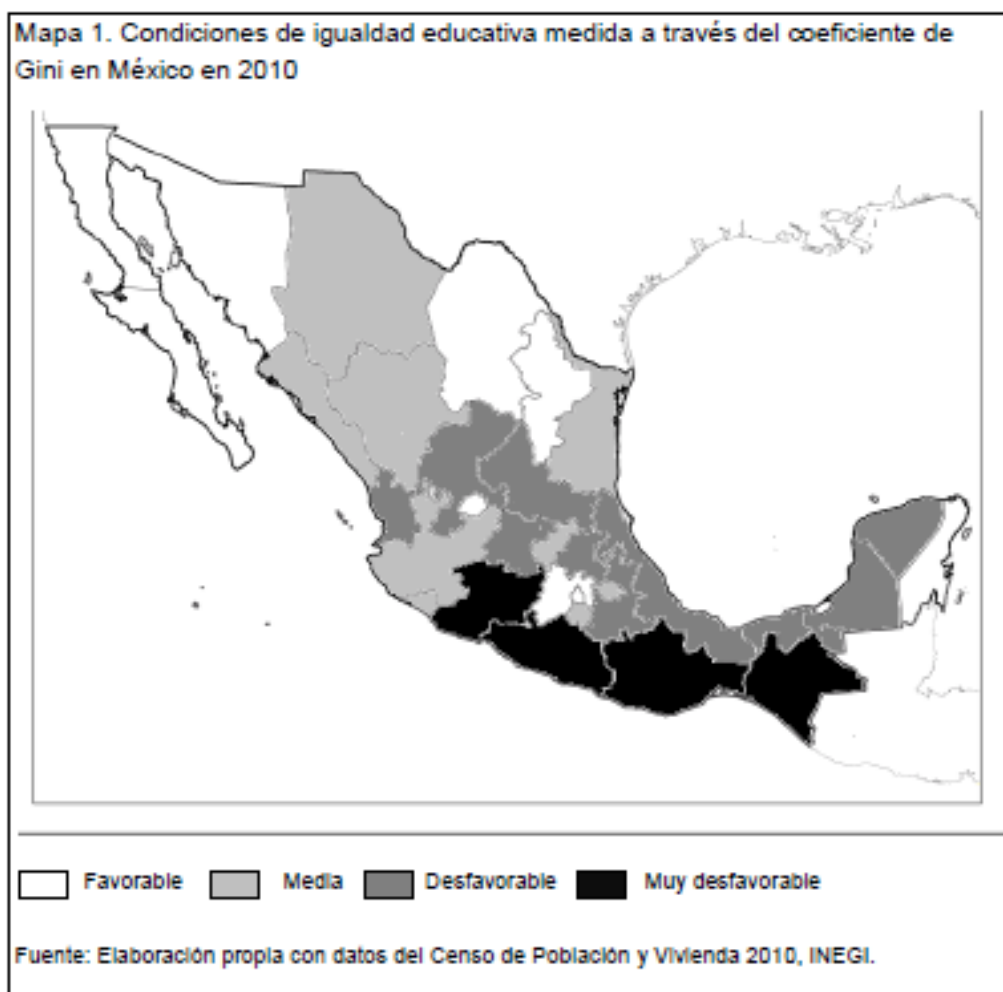 Mapa 1. Condiciones de igualdad educativa medida a través del coeficiente de
Gini en México en 2010
Favorable Media Desfavorable Muy desfavorable
Fuente: Elaboración propia con datos del Censo de Población y Vivienda 2010, INEGI.